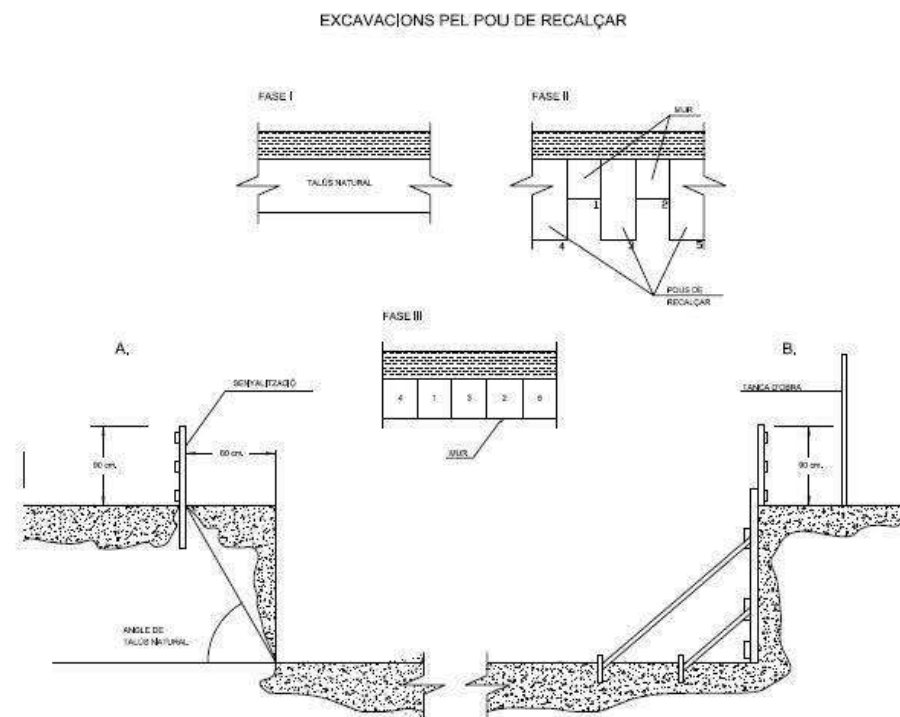 EXCAVACIONS PEL POU DE RECALÇAR
FASE I
TALÚS NATURAL
FASE II
MUR
1
2
4
3
5
POUS DE
RECALÇAR
FASE III
4 1 3 2 5
MUR
A.
SENYALITZACIÓ
90 cm.
60 cm.
ANGLE DE
TALÚS NATURAL
B.
TANCA D'OBRA
90 cm.